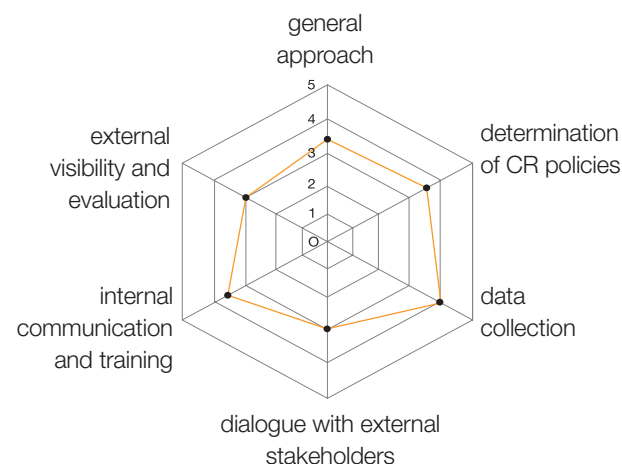 general
approach
5
4
3
2
1
O
external
visibility and
evaluation
determination
of CR policies
internal
communication
and training
data
collection
dialogue with external
stakeholders